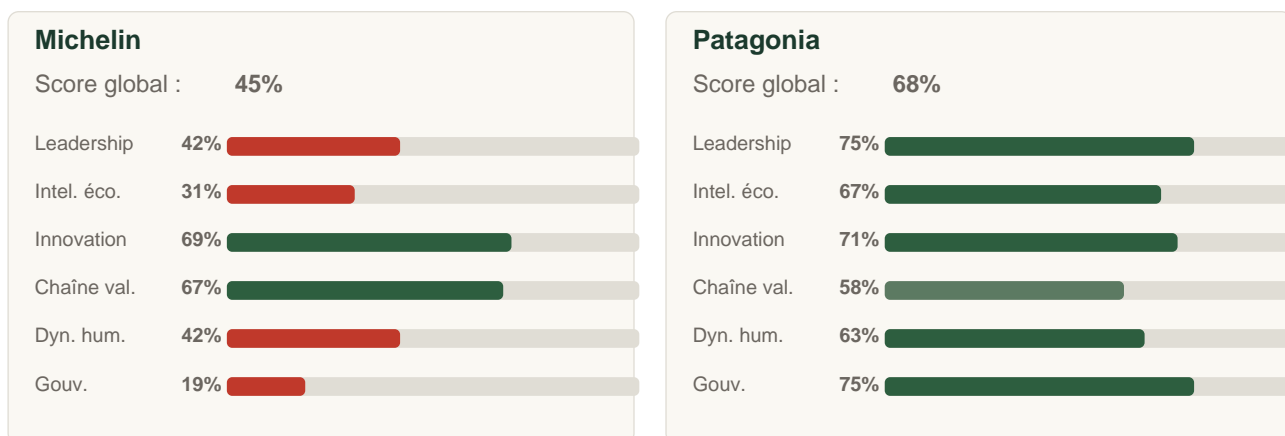 Michelin
Score global : 45%
Leadership 42%
Intel. éco. 31%
Innovation 69%
Chaîne val. 67%
Dyn. hum. 42%
Gouv. 19%
Patagonia
Score global : 68%
Leadership 75%
Intel. éco. 67%
Innovation 71%
Chaîne val. 58%
Dyn. hum. 63%
Gouv. 75%